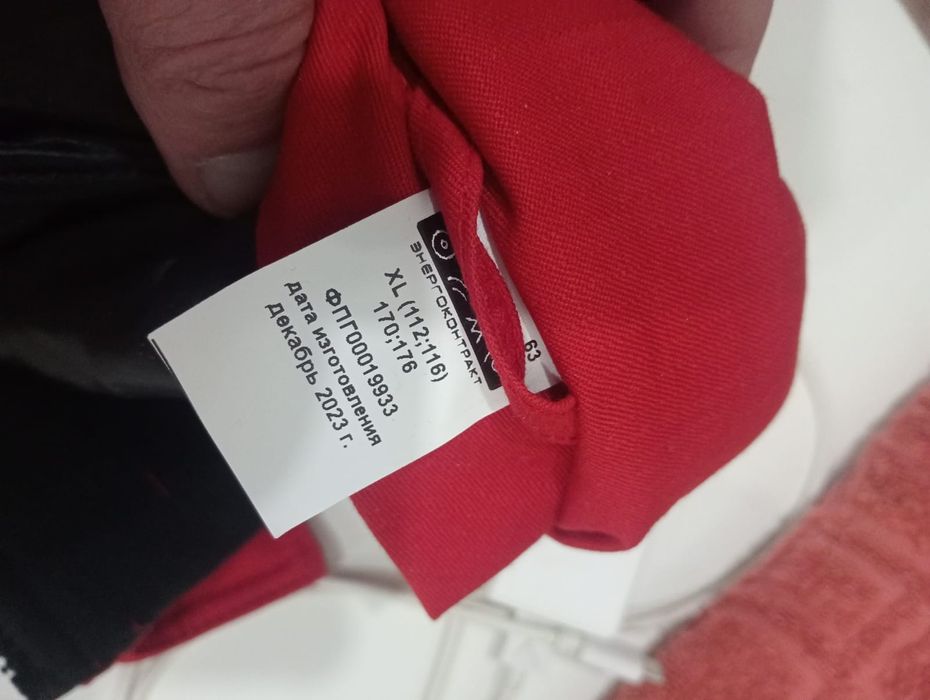 63
ЭНЕРГОКОНТРАКТ
XL (112;116)
170;176
ФПГ00019933
дата изготовления
декабрь 2023 г.